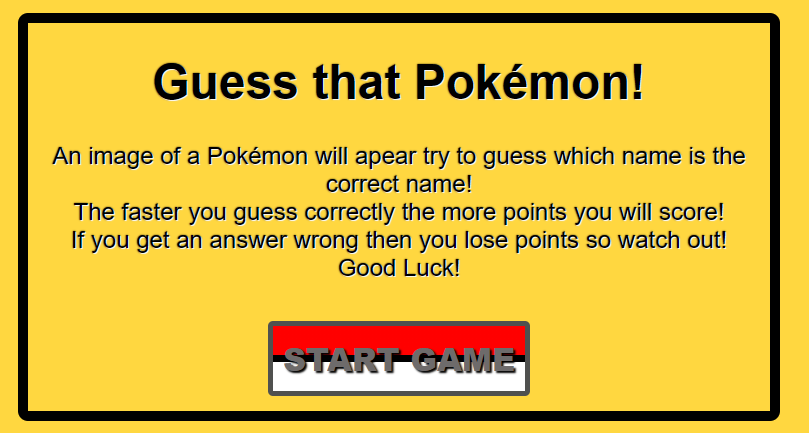 Guess that Pokémon!
An image of a Pokémon will apear try to guess which name is the
correct name!
The faster you guess correctly the more points you will score!
If you get an answer wrong then you lose points so watch out!
Good Luck!
START GAME